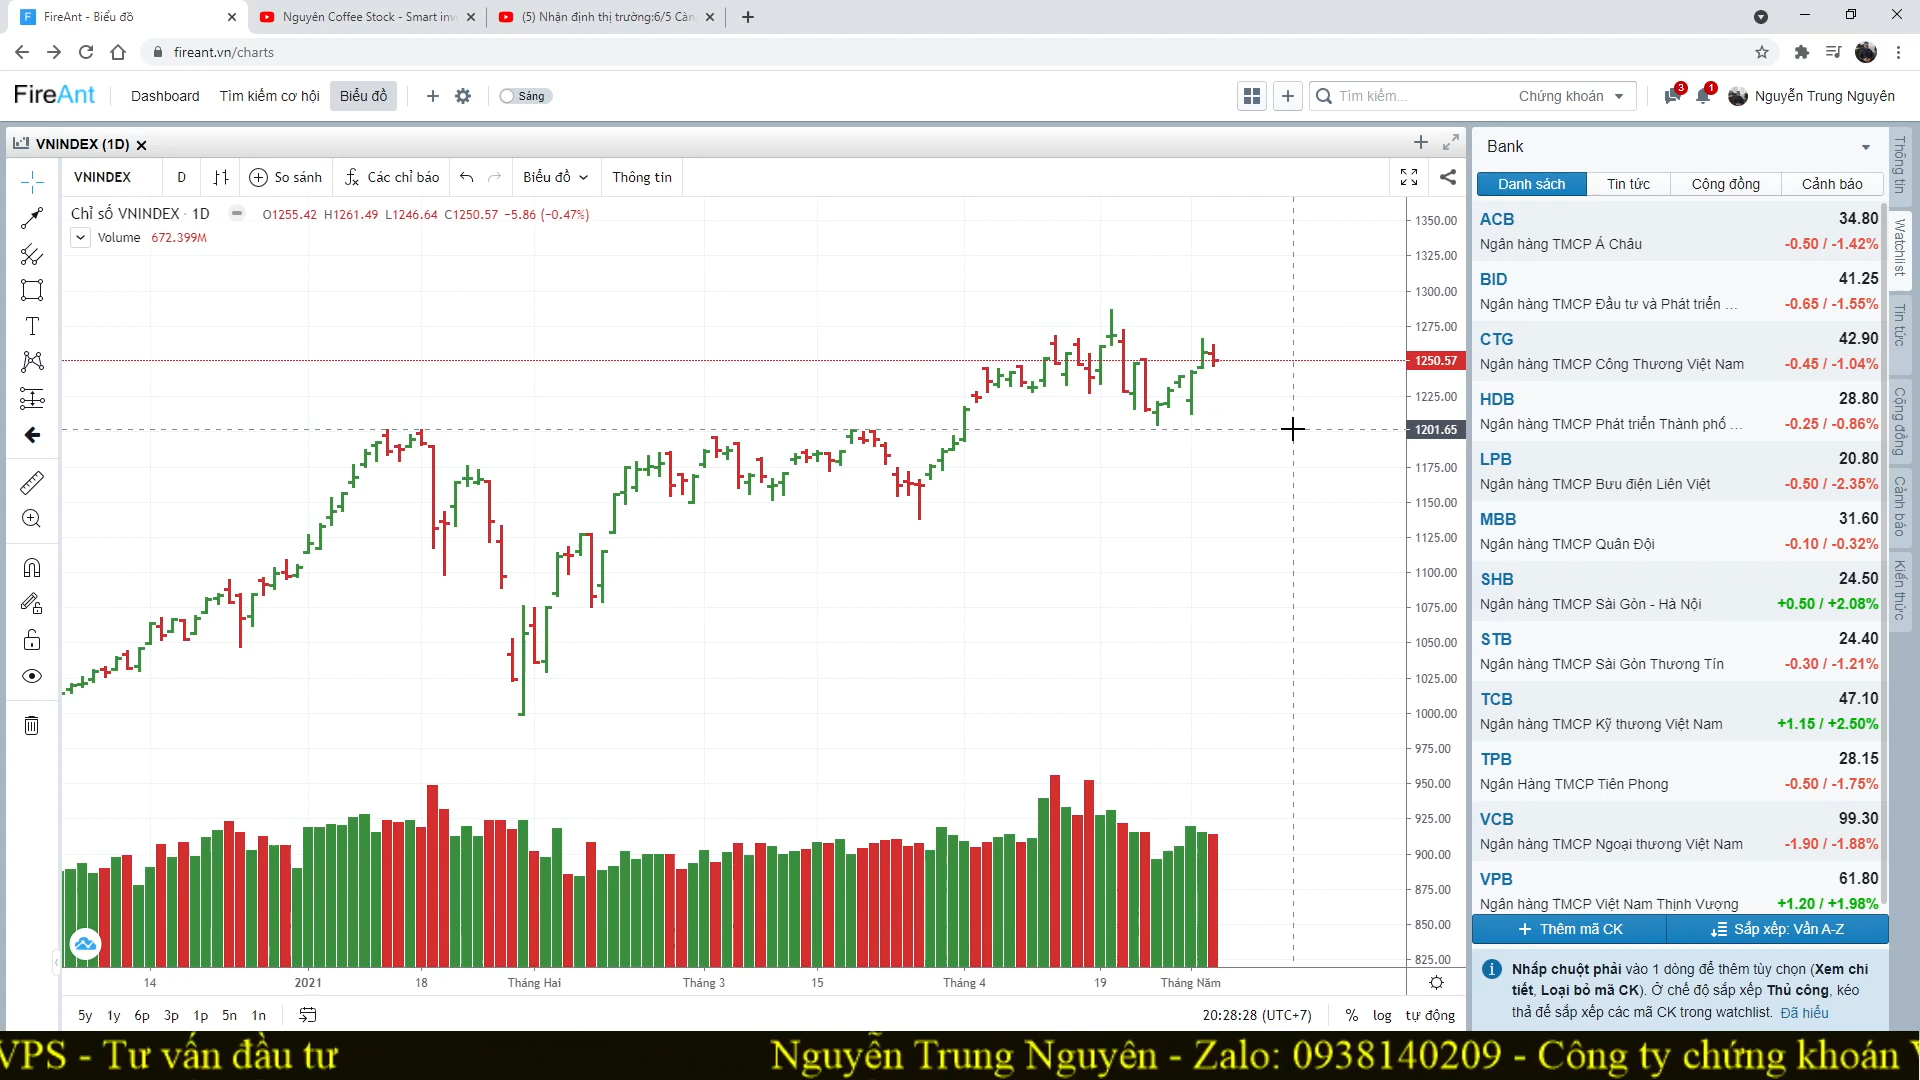 FireAnt - Biểu đồ
Nguyên Coffee Stock - Smart inv
(5) Nhận định thị trường:6/5 Càn
fireant.vn/charts
FireAnt
Dashboard
Tìm kiếm cơ hội
Biểu đồ
Sáng
Tìm kiếm...
Chứng khoán
3
1
Nguyễn Trung Nguyên
VNINDEX (1D)
VNINDEX
D
So sánh
Các chỉ báo
Biểu đồ
Thông tin
Chỉ số VNINDEX · 1D
O1255.42 H1261.49 L1246.64 C1250.57 −5.86 (−0.47%)
Volume 672.399M
1350.00
1325.00
1300.00
1275.00
1250.57
1225.00
1201.65
1175.00
1150.00
1125.00
1100.00
1075.00
1050.00
1025.00
1000.00
975.00
950.00
925.00
900.00
875.00
850.00
825.00
14
2021
18
Tháng Hai
Tháng 3
15
Tháng 4
19
Tháng Năm
5y 1y 6p 3p 1p 5n 1n
20:28:28 (UTC+7)
% log tự động
Bank
Danh sách
Tin tức
Cộng đồng
Cảnh báo
ACB 34.80
Ngân hàng TMCP Á Châu -0.50 / -1.42%
BID 41.25
Ngân hàng TMCP Đầu tư và Phát triển ... -0.65 / -1.55%
CTG 42.90
Ngân hàng TMCP Công Thương Việt Nam -0.45 / -1.04%
HDB 28.80
Ngân hàng TMCP Phát triển Thành phố ... -0.25 / -0.86%
LPB 20.80
Ngân hàng TMCP Bưu điện Liên Việt -0.50 / -2.35%
MBB 31.60
Ngân hàng TMCP Quân Đội -0.10 / -0.32%
SHB 24.50
Ngân hàng TMCP Sài Gòn - Hà Nội +0.50 / +2.08%
STB 24.40
Ngân hàng TMCP Sài Gòn Thương Tín -0.30 / -1.21%
TCB 47.10
Ngân hàng TMCP Kỹ thương Việt Nam +1.15 / +2.50%
TPB 28.15
Ngân Hàng TMCP Tiên Phong -0.50 / -1.75%
VCB 99.30
Ngân hàng TMCP Ngoại thương Việt Nam -1.90 / -1.88%
VPB 61.80
Ngân hàng TMCP Việt Nam Thịnh Vượng +1.20 / +1.98%
Thêm mã CK
Sắp xếp: Vần A-Z
Nhấp chuột phải vào 1 dòng để thêm tùy chọn (Xem chi
tiết, Loại bỏ mã CK). Ở chế độ sắp xếp Thủ công, kéo
thả để sắp xếp các mã CK trong watchlist. Đã hiểu
Thông tin
Watchlist
Tin tức
Cộng đồng
Cảnh báo
Kiến thức
VPS - Tư vấn đầu tư
Nguyễn Trung Nguyên - Zalo: 0938140209 - Công ty chứng khoán V